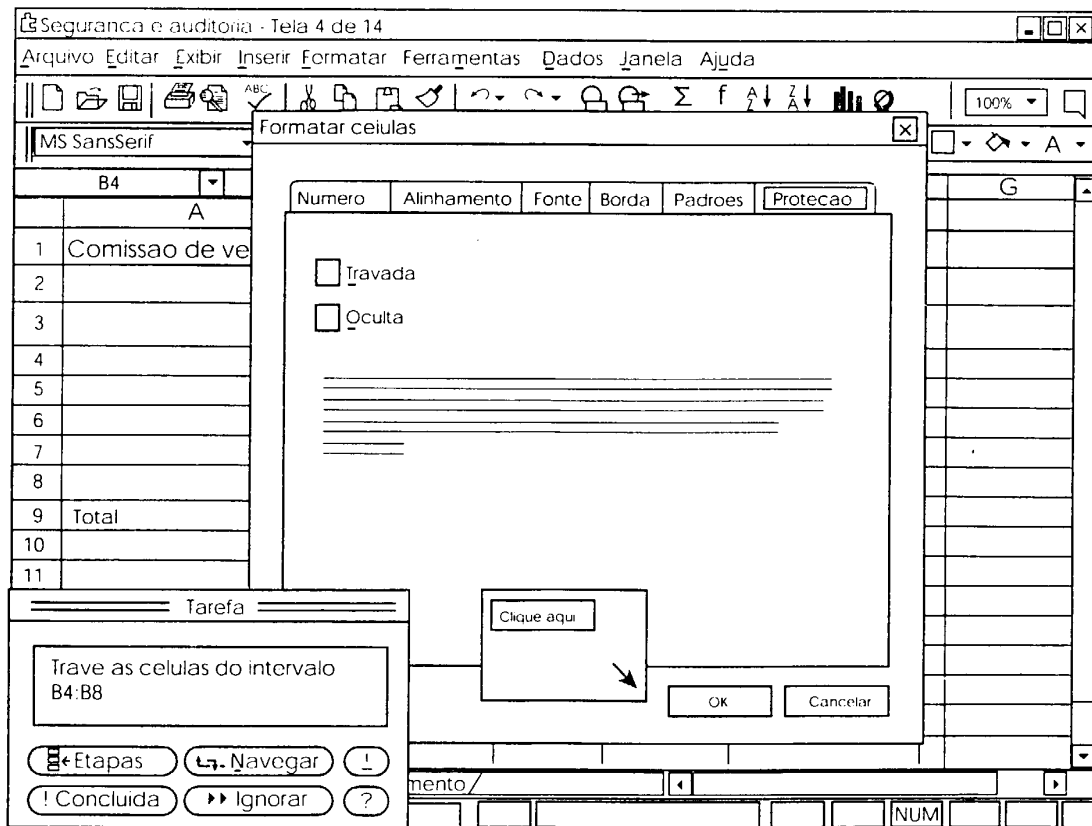 Seguranca e auditoria - Tela 4 de 14
Arquivo Editar Exibir Inserir Formatar Ferramentas Dados Janela Ajuda
ABC
Σ f A Z Z A
100%
MS SansSerif
A
Formatar celulas
B4
Numero Alinhamento Fonte Borda Padroes Protecao
A
G
1 Comissao de ve
2
3
4
5
6
7
8
9 Total
10
11
Travada
Oculta
Clique aqui
OK Cancelar
Tarefa
Trave as celulas do intervalo
B4:B8
Etapas Navegar !
! Concluida Ignorar ?
mento
NUM